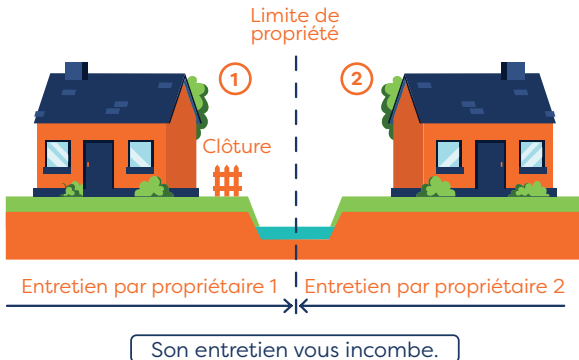 Limite de
propriété
1
2
Clôture
Entretien par propriétaire 1
Entretien par propriétaire 2
Son entretien vous incombe.